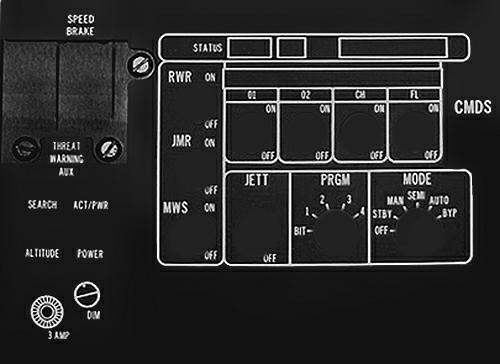 SPEED
BRAKE
THREAT
WARNING
AUX
SEARCH ACT/PWR
ALTITUDE POWER
DIM
3 AMP
STATUS
RWR ON
OFF
JMR ON
OFF
MWS ON
OFF
01 02 CH FL
ON ON ON ON
OFF OFF OFF OFF
CMDS
JETT
OFF
PRGM
BIT 1 2 3 4
MODE
OFF STBY MAN SEMI AUTO BYP